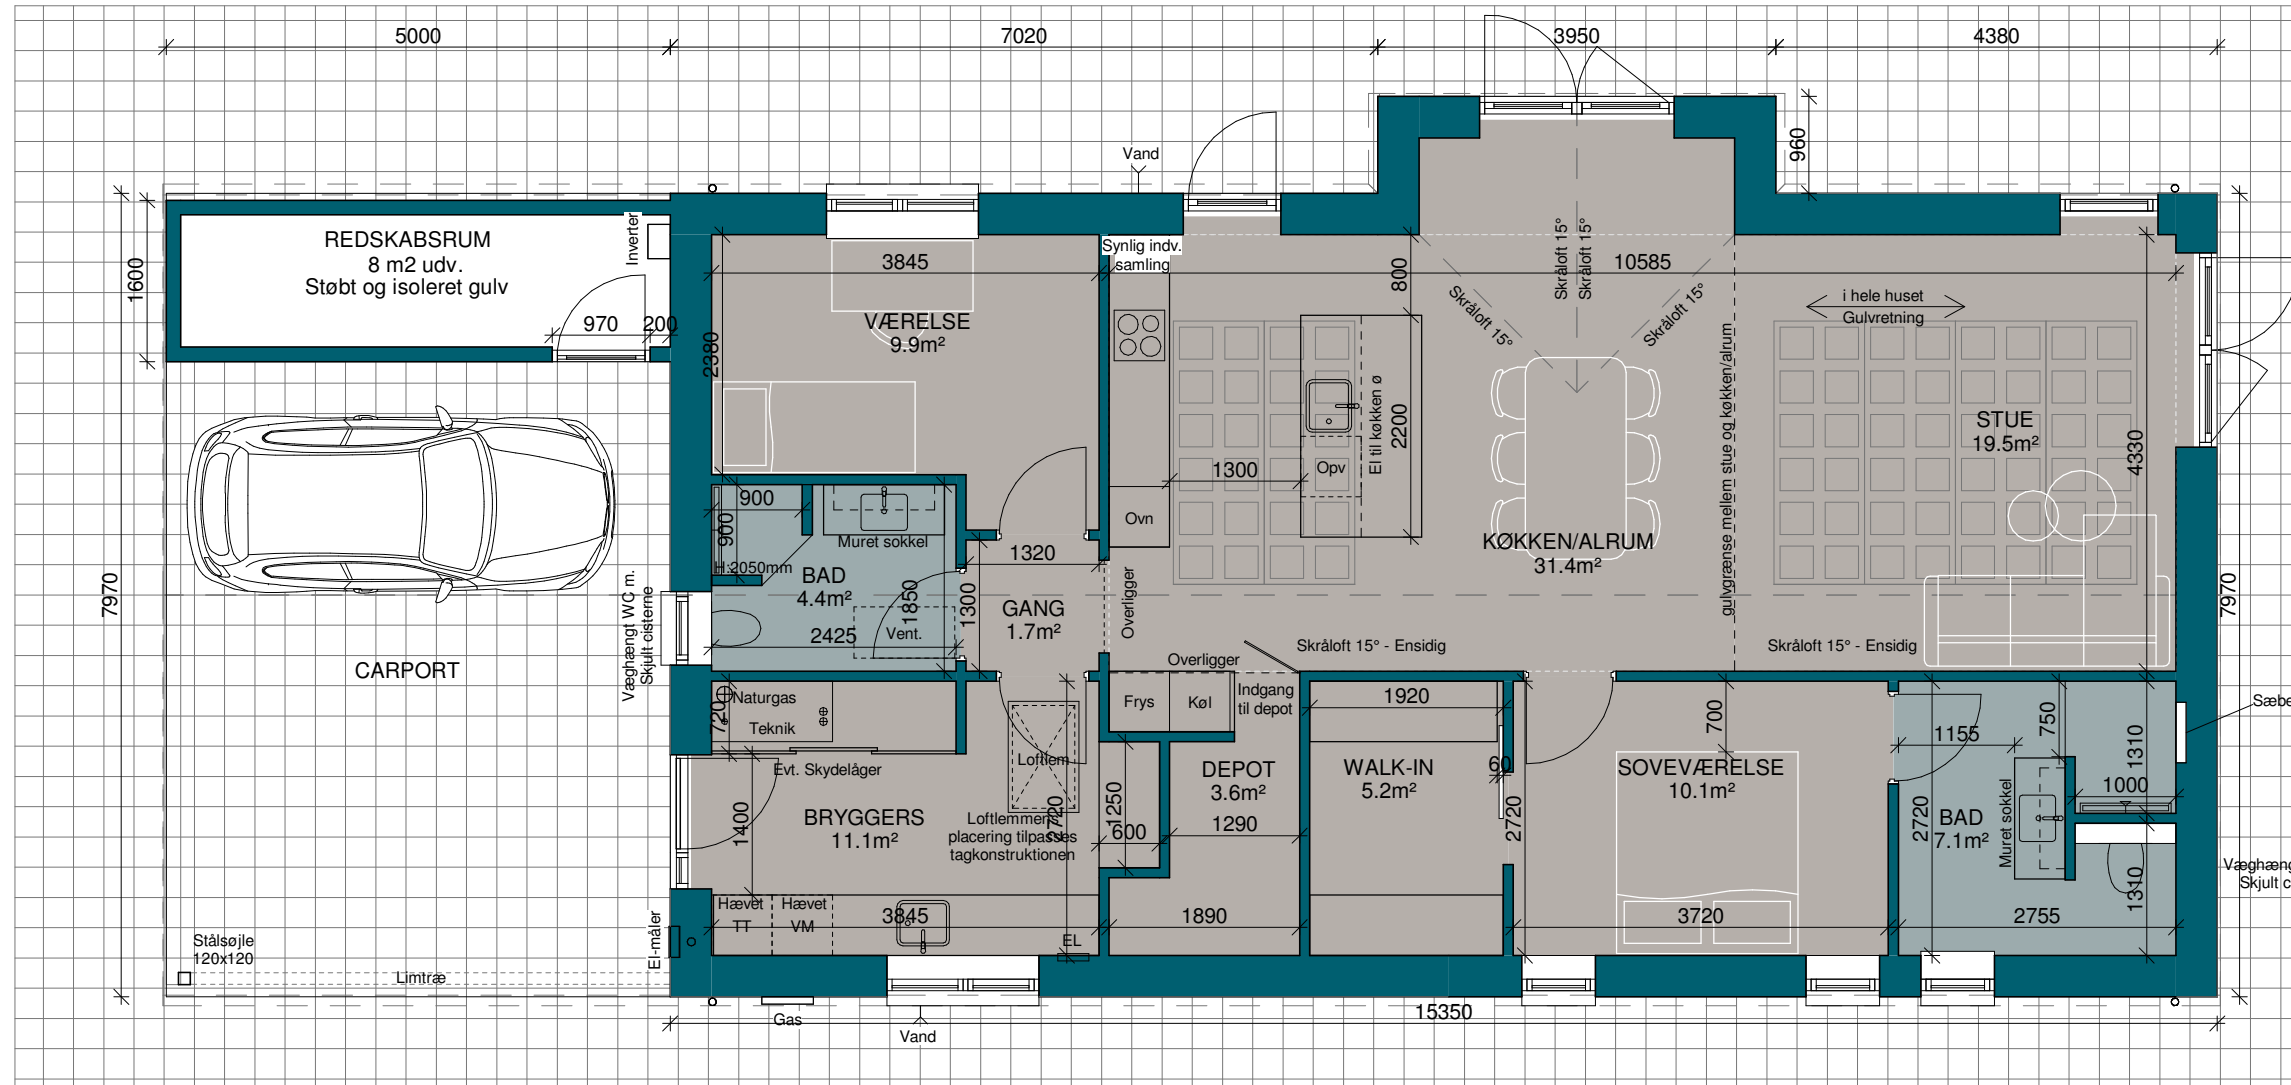 5000
7020
3950
4380
960
Vand
1600
REDSKABSRUM
8 m2 udv.
Støbt og isoleret gulv
Inverter
970
200
3845
VÆRELSE
9.9m²
2380
Synlig indv.
samling
800
Skråloft 15°
Skråloft 15°
Skråloft 15°
Skråloft 15°
10585
i hele huset
Gulvretning
gulvgrænse mellem stue og køkken/alrum
STUE
19.5m²
4330
2200
El til køkken ø
1300
Opv
Ovn
KØKKEN/ALRUM
31.4m²
900
900
Muret sokkel
H:2050mm
BAD
4.4m²
1850
2425
Vent.
1320
1300
GANG
1.7m²
Overligger
7970
7970
CARPORT
Væghængt WC m.
Skjult cisterne
Skråloft 15° - Ensidig
Skråloft 15° - Ensidig
Overligger
Naturgas
Teknik
720
Evt. Skydelåger
Loftlem
Frys
Køl
Indgang
til depot
1920
700
1155
750
1310
Sæbe
1400
BRYGGERS
11.1m²
Loftlemmens
placering tilpasses
tagkonstruktionen
2720
1250
600
DEPOT
3.6m²
1290
WALK-IN
5.2m²
60
2720
SOVEVÆRELSE
10.1m²
2720
BAD
7.1m²
Muret sokkel
1000
1310
Væghæng
Skjult c
Hævet
TT
Hævet
VM
3845
EL
1890
3720
2755
El-måler
Stålsøjle
120x120
Limtræ
Gas
Vand
15350